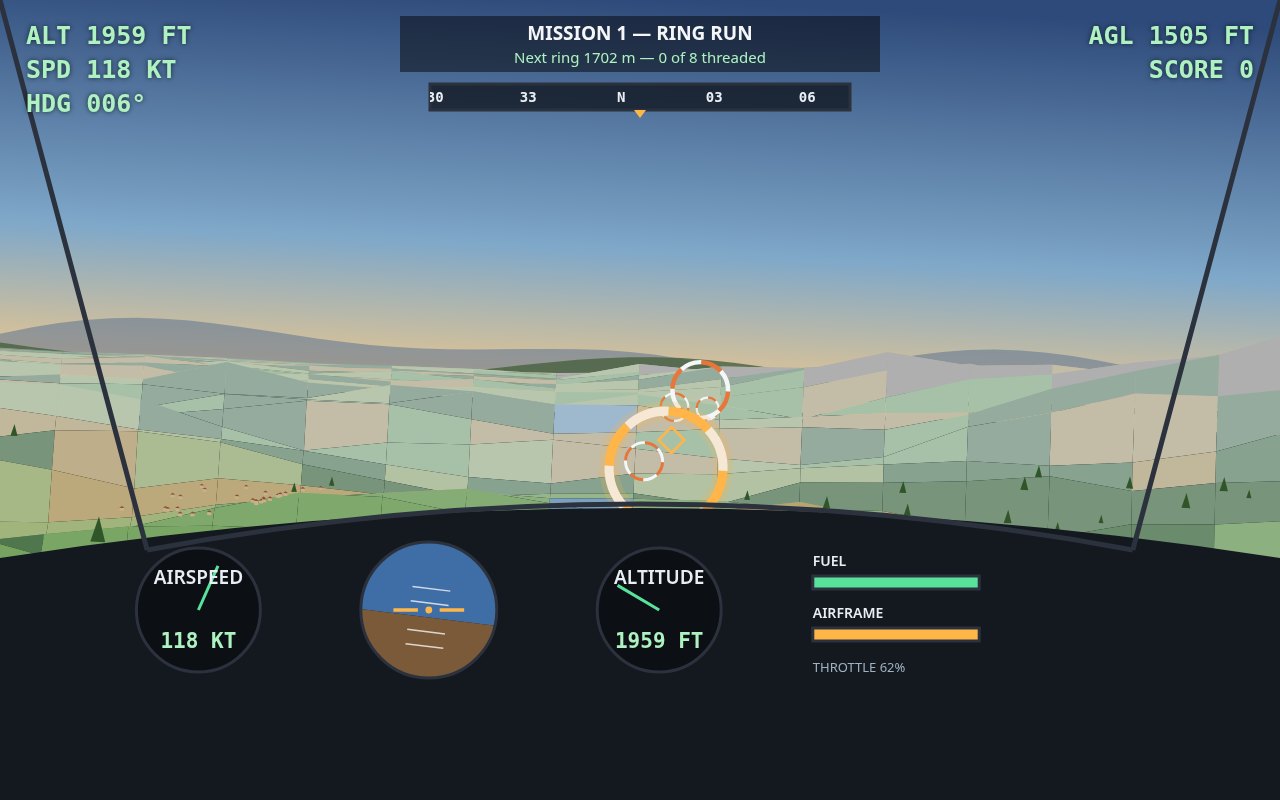 ALT 1959 FT
SPD 118 KT
HDG 006°
MISSION 1 — RING RUN
Next ring 1702 m — 0 of 8 threaded
30 33 N 03 06
AGL 1505 FT
SCORE 0
AIRSPEED
118 KT
ALTITUDE
1959 FT
FUEL
AIRFRAME
THROTTLE 62%